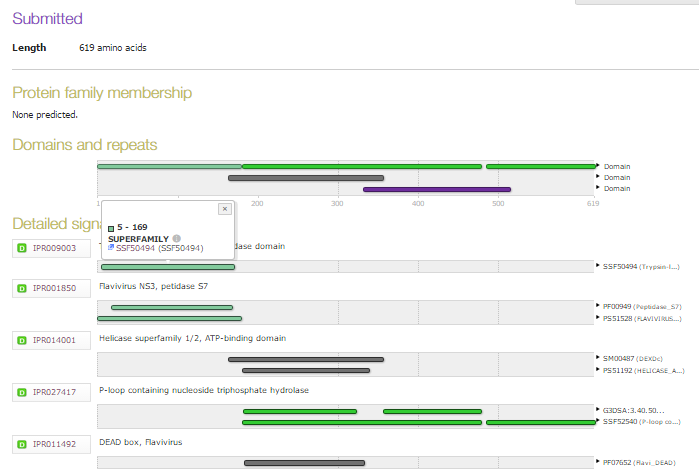 Submitted
Length 619 amino acids
Protein family membership
None predicted.
Domains and repeats
Domain
Domain
Domain
1 200 300 400 500 619
5 - 169
SUPERFAMILY
SSF50494 (SSF50494)
Detailed
IPR009003 domain
SSF50494 (Trypsin-l...)
IPR001850 Flavivirus NS3, petidase S7
PF00949 (Peptidase_S7)
PS51528 (FLAVIVIRUS...)
IPR014001 Helicase superfamily 1/2, ATP-binding domain
SM00487 (DEXDc)
PS51192 (HELICASE_A...)
IPR027417 P-loop containing nucleoside triphosphate hydrolase
G3DSA:3.40.50...
SSF52540 (P-loop co...)
IPR011492 DEAD box, Flavivirus
PF07652 (Flavi_DEAD)